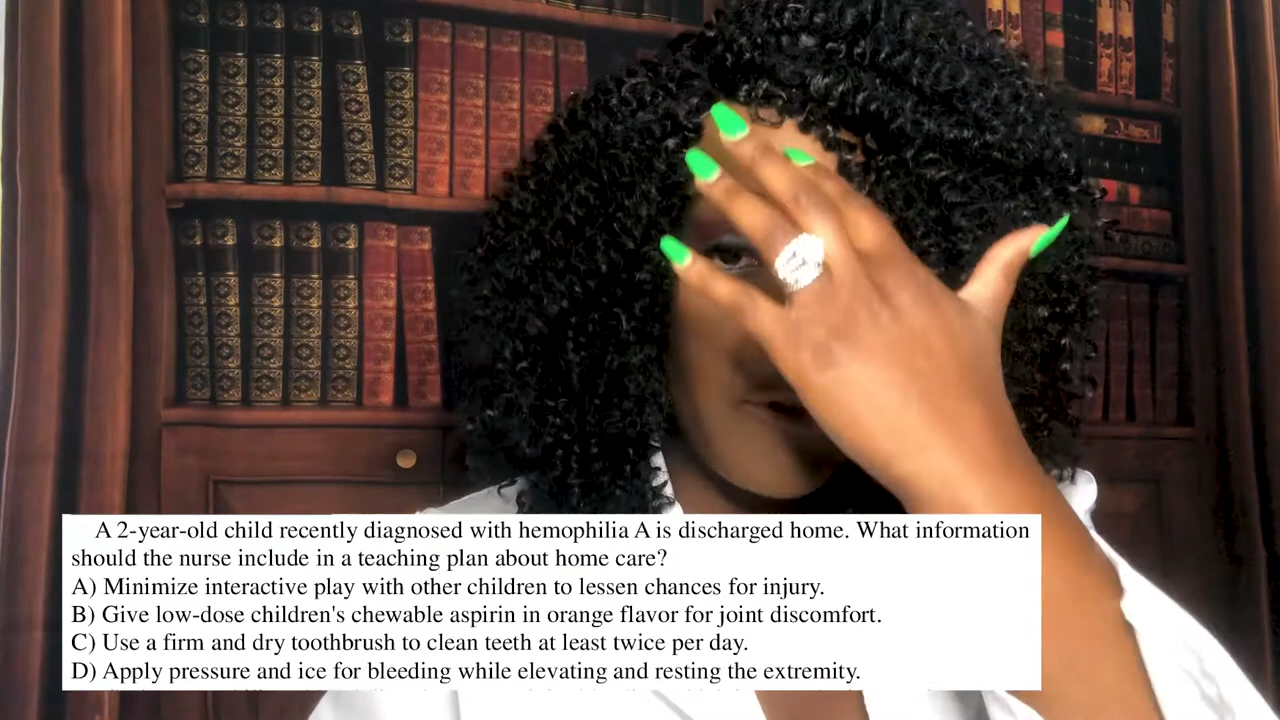 A 2-year-old child recently diagnosed with hemophilia A is discharged home. What information
should the nurse include in a teaching plan about home care?
A) Minimize interactive play with other children to lessen chances for injury.
B) Give low-dose children's chewable aspirin in orange flavor for joint discomfort.
C) Use a firm and dry toothbrush to clean teeth at least twice per day.
D) Apply pressure and ice for bleeding while elevating and resting the extremity.